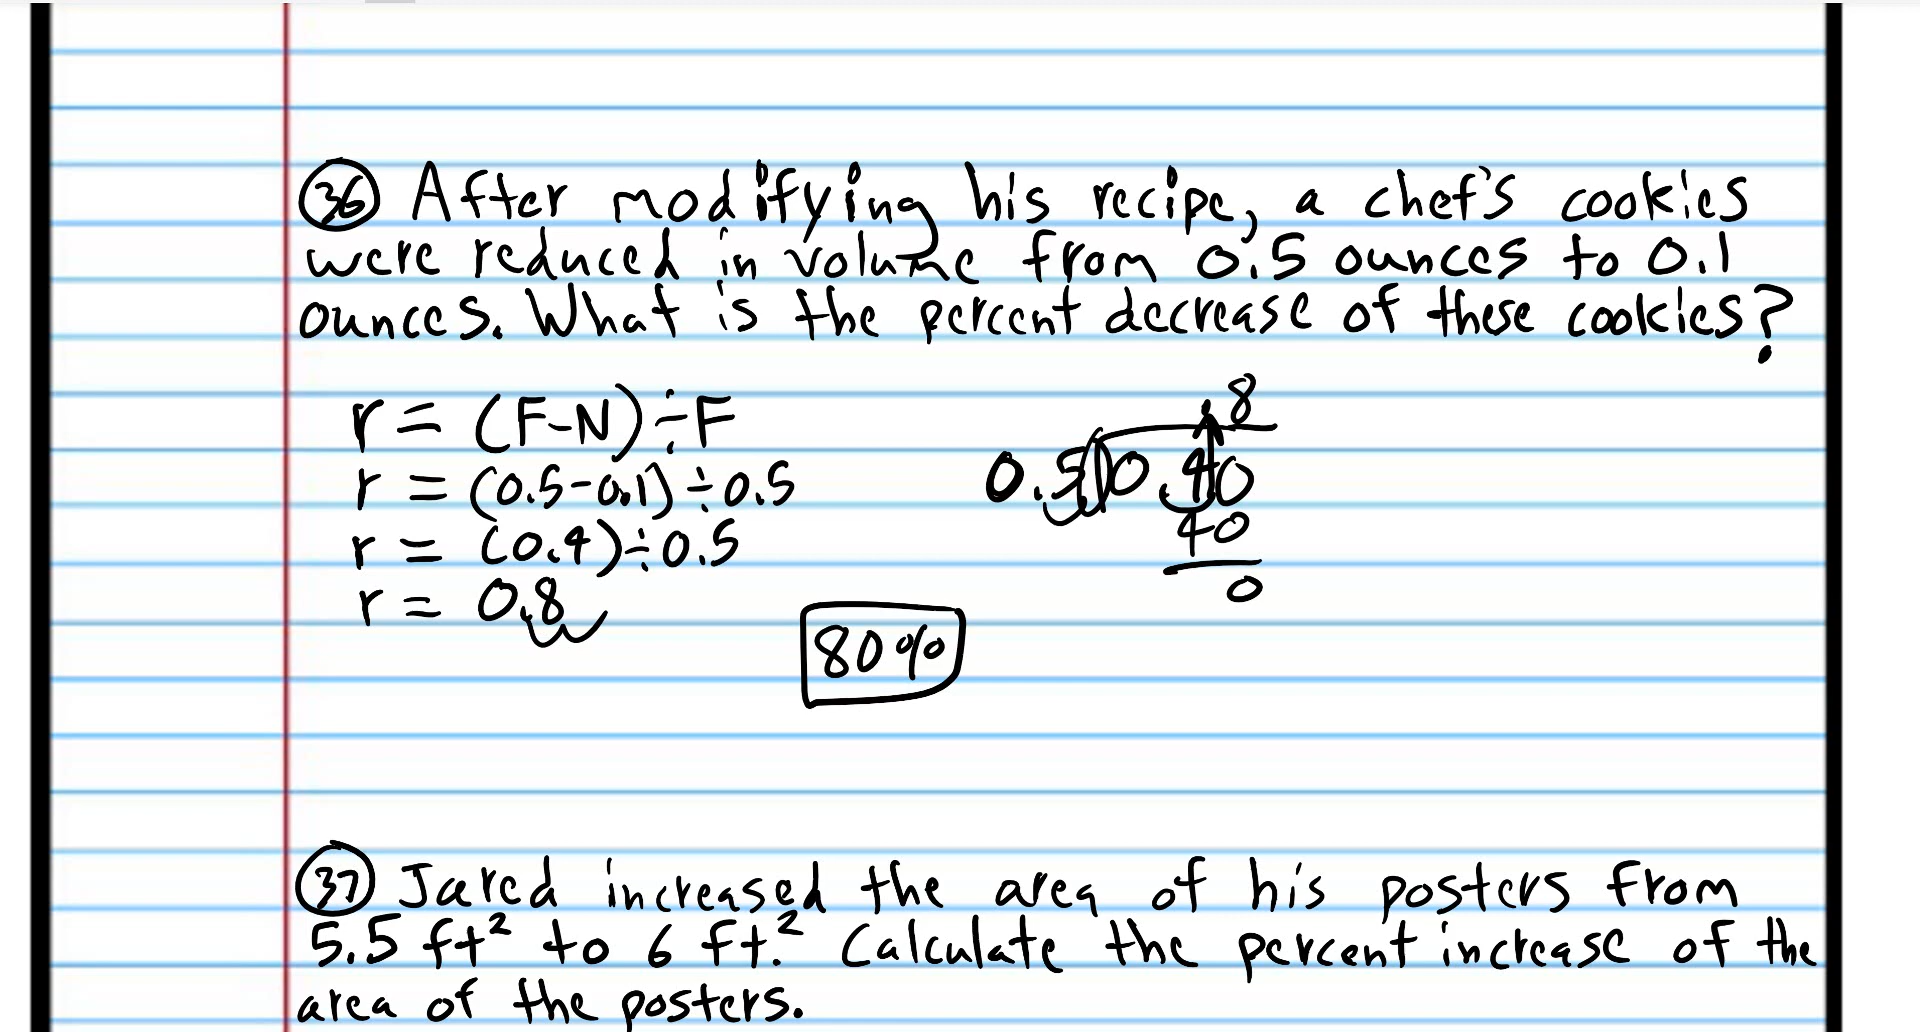 36 After modifying his recipe, a chef's cookies
were reduced in volume from 0.5 ounces to 0.1
ounces. What is the percent decrease of these cookies?
r = (F-N)÷F
r = (0.5-0.1)÷0.5
r = (0.4)÷0.5
r = 0.8
80%
.8
0.5)0.40
40
0
37 Jared increased the area of his posters from
5.5 ft² to 6 ft.² Calculate the percent increase of the
area of the posters.